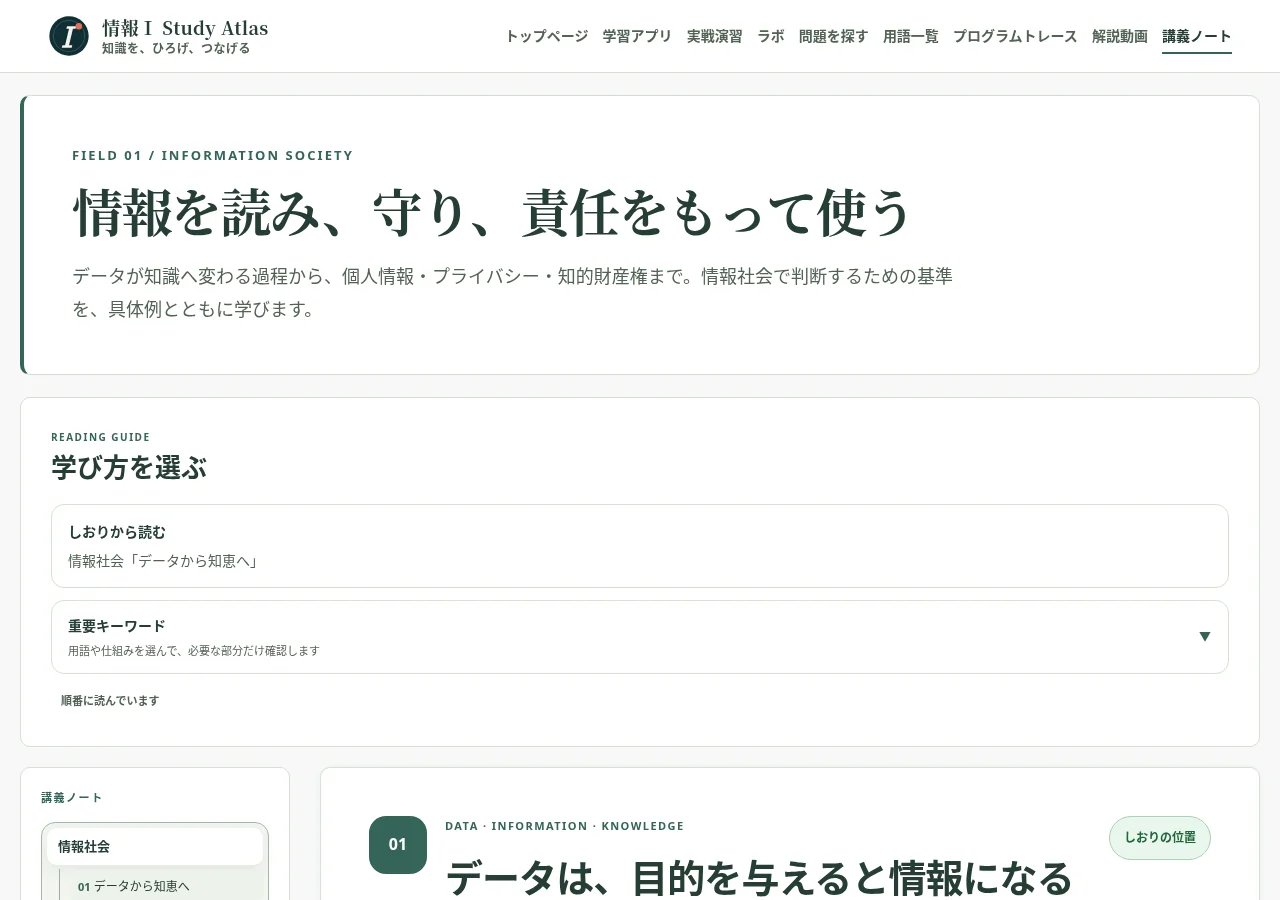 情報Ⅰ Study Atlas
知識を、ひろげ、つなげる
トップページ 学習アプリ 実戦演習 ラボ 問題を探す 用語一覧 プログラムトレース 解説動画 講義ノート
FIELD 01 / INFORMATION SOCIETY
情報を読み、守り、責任をもって使う
データが知識へ変わる過程から、個人情報・プライバシー・知的財産権まで。情報社会で判断するための基準
を、具体例とともに学びます。
READING GUIDE
学び方を選ぶ
しおりから読む
情報社会「データから知恵へ」
重要キーワード
用語や仕組みを選んで、必要な部分だけ確認します
▼
順番に読んでいます
講義ノート
情報社会
01 データから知恵へ
01
DATA · INFORMATION · KNOWLEDGE
データは、目的を与えると情報になる
しおりの位置